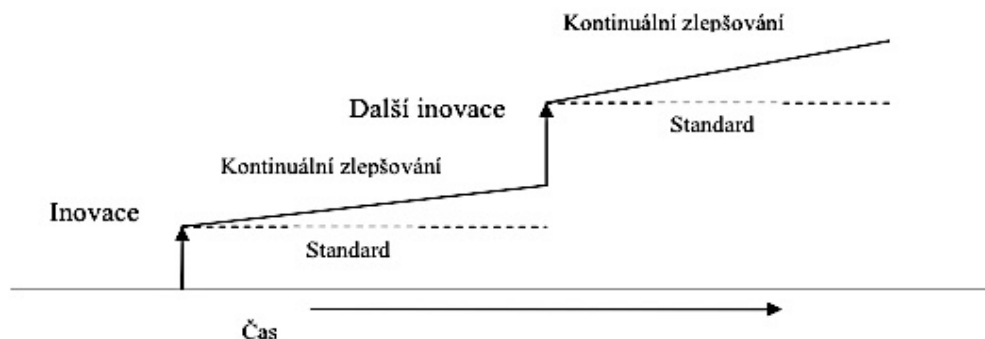 Kontinuální zlepšování
Další inovace
Standard
Kontinuální zlepšování
Inovace
Standard
Čas